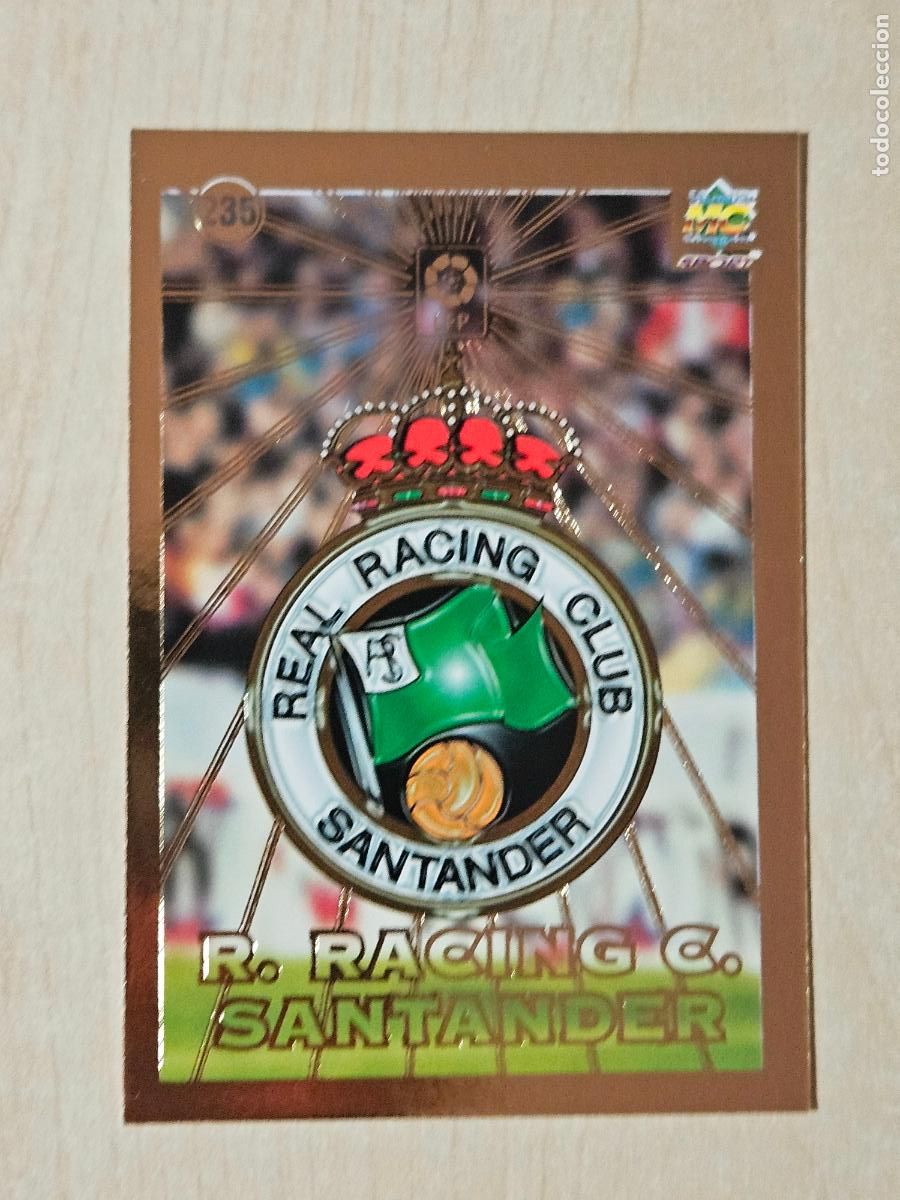 todocoleccion
235
MC
SPORT
REAL RACING CLUB
SANTANDER
R. RACING C.
SANTANDER